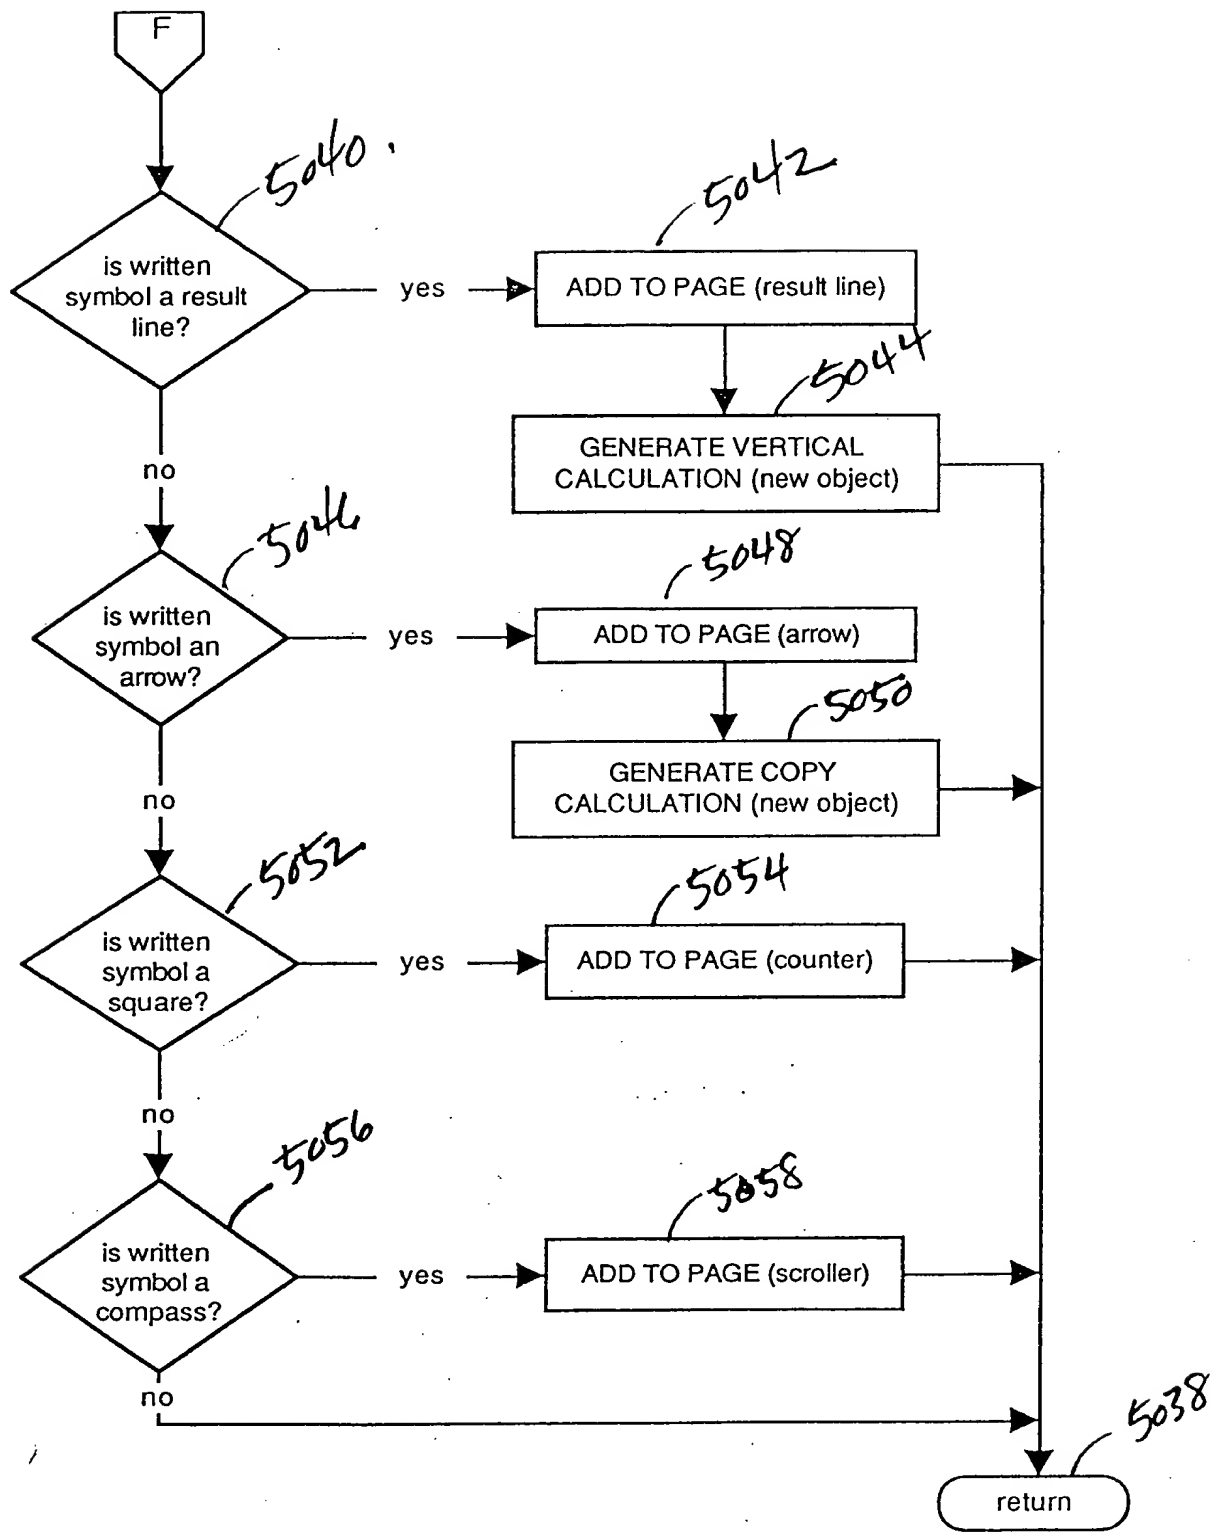 F
5040
5042
is written
symbol a result
line?
yes
ADD TO PAGE (result line)
5044
GENERATE VERTICAL
CALCULATION (new object)
no
5046
5048
is written
symbol an
arrow?
yes
ADD TO PAGE (arrow)
5050
GENERATE COPY
CALCULATION (new object)
no
5052
5054
is written
symbol a
square?
yes
ADD TO PAGE (counter)
no
5056
5058
is written
symbol a
compass?
yes
ADD TO PAGE (scroller)
no
5038
return